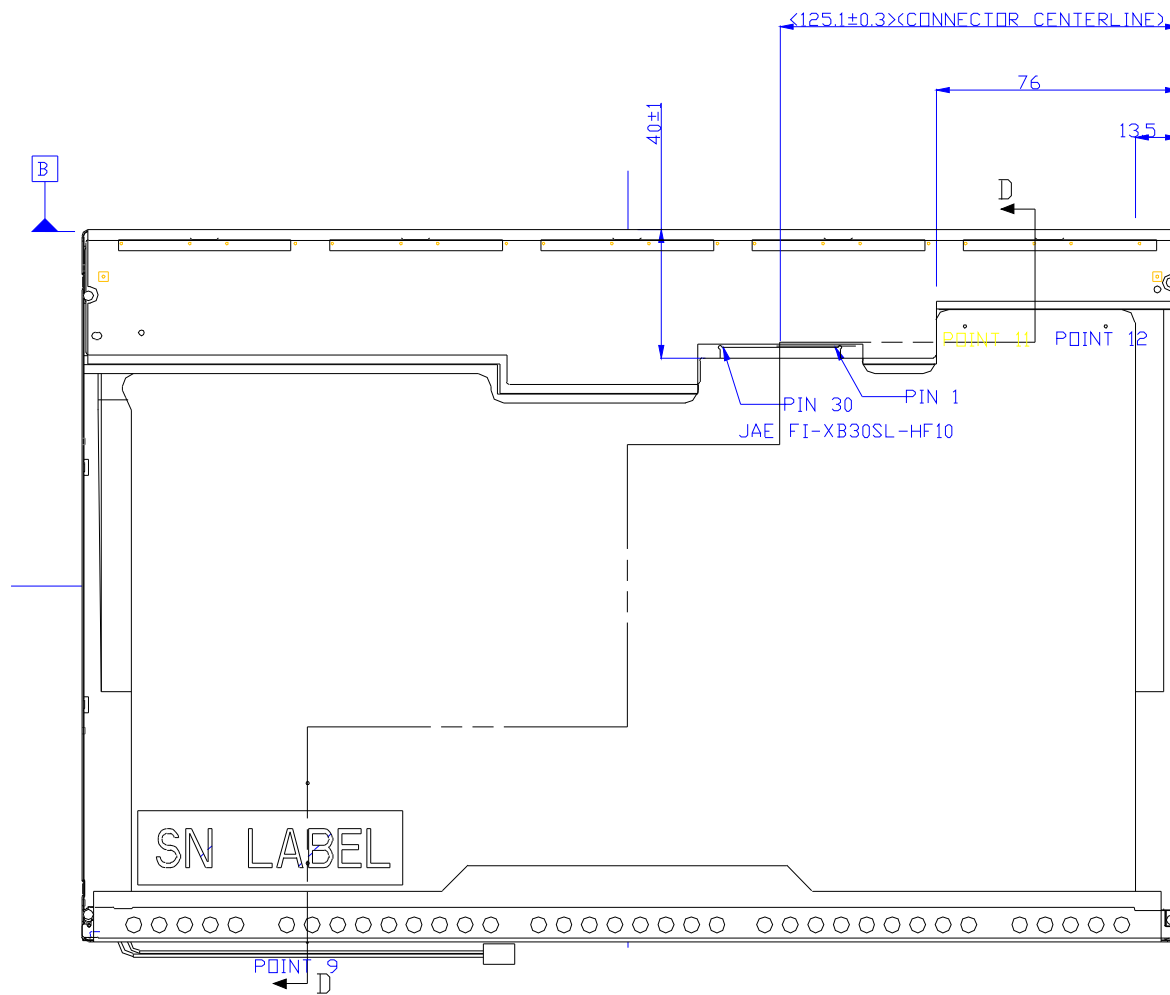 <125.1±0.3>(CONNECTOR CENTERLINE)
76
13.5
40±1
B
D
POINT 11
POINT 12
PIN 30
PIN 1
JAE FI-XB30SL-HF10
SN LABEL
POINT 9
D